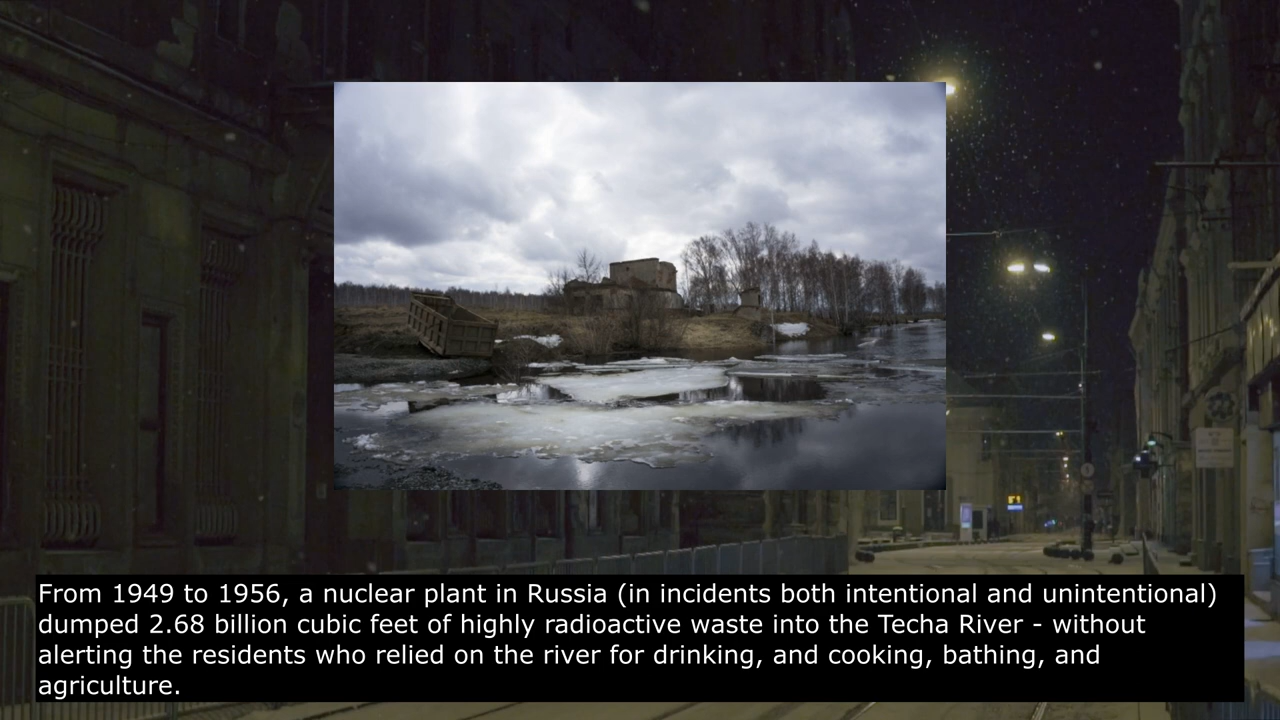 From 1949 to 1956, a nuclear plant in Russia (in incidents both intentional and unintentional)
dumped 2.68 billion cubic feet of highly radioactive waste into the Techa River - without
alerting the residents who relied on the river for drinking, and cooking, bathing, and
agriculture.